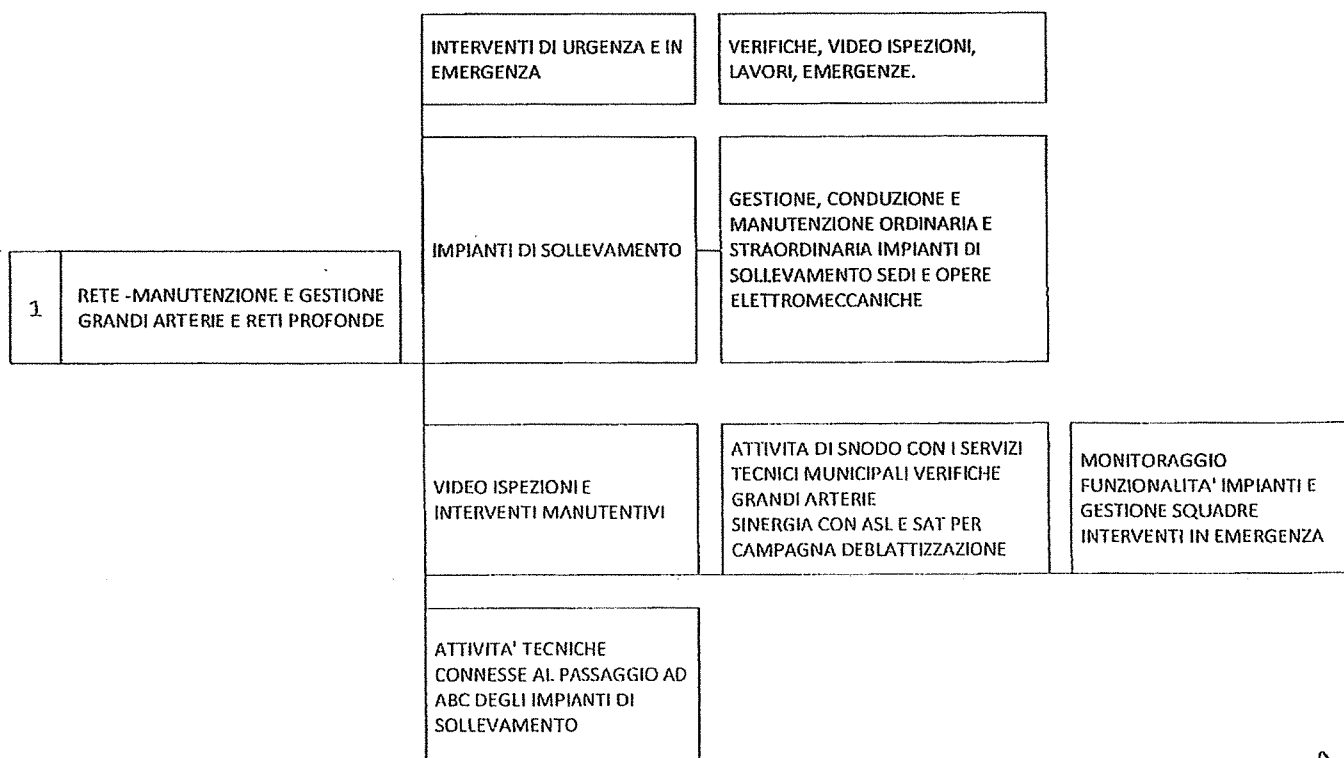 INTERVENTI DI URGENZA E IN
EMERGENZA
VERIFICHE, VIDEO ISPEZIONI,
LAVORI, EMERGENZE.
IMPIANTI DI SOLLEVAMENTO
GESTIONE, CONDUZIONE E
MANUTENZIONE ORDINARIA E
STRAORDINARIA IMPIANTI DI
SOLLEVAMENTO SEDI E OPERE
ELETTROMECCANICHE
1
RETE -MANUTENZIONE E GESTIONE
GRANDI ARTERIE E RETI PROFONDE
VIDEO ISPEZIONI E
INTERVENTI MANUTENTIVI
ATTIVITA DI SNODO CON I SERVIZI
TECNICI MUNICIPALI VERIFICHE
GRANDI ARTERIE
SINERGIA CON ASL E SAT PER
CAMPAGNA DEBLATTIZZAZIONE
MONITORAGGIO
FUNZIONALITA' IMPIANTI E
GESTIONE SQUADRE
INTERVENTI IN EMERGENZA
ATTIVITA' TECNICHE
CONNESSE AL PASSAGGIO AD
ABC DEGLI IMPIANTI DI
SOLLEVAMENTO